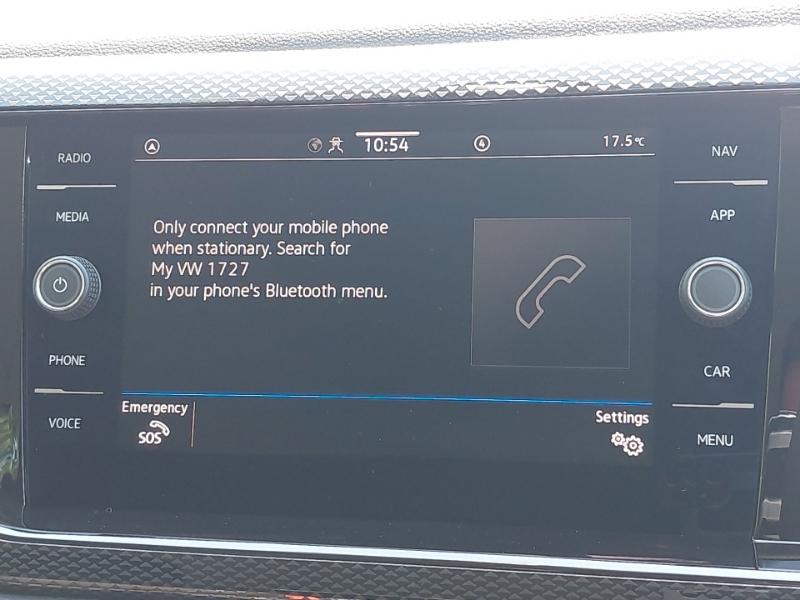 RADIO
MEDIA
PHONE
VOICE
10:54
4
17.5°C
Only connect your mobile phone
when stationary. Search for
My VW 1727
in your phone's Bluetooth menu.
Emergency
SOS
Settings
NAV
APP
CAR
MENU